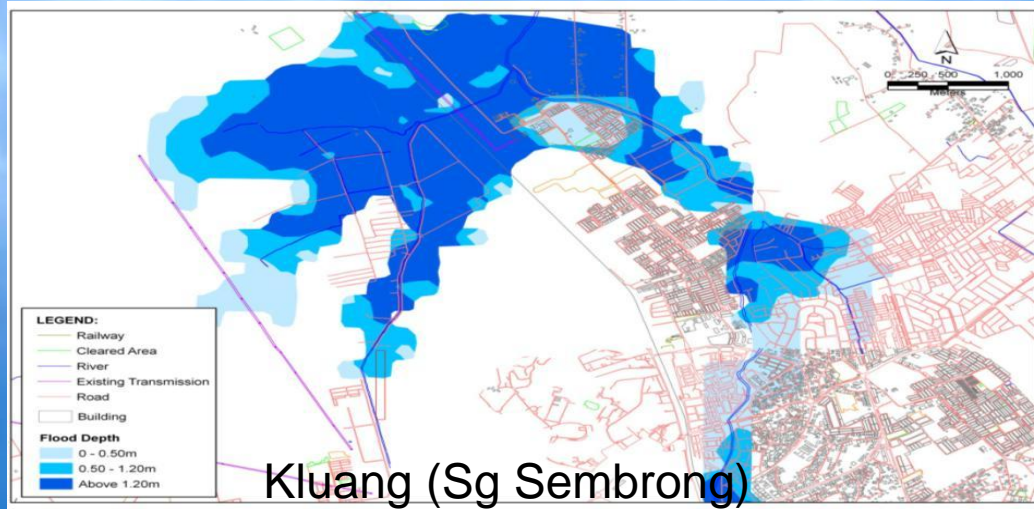 N
0 250 500 1,000
Meters
LEGEND:
Railway
Cleared Area
River
Existing Transmission
Road
Building
Flood Depth
0 - 0.50m
0.50 - 1.20m
Above 1.20m
Kluang (Sg Sembrong)